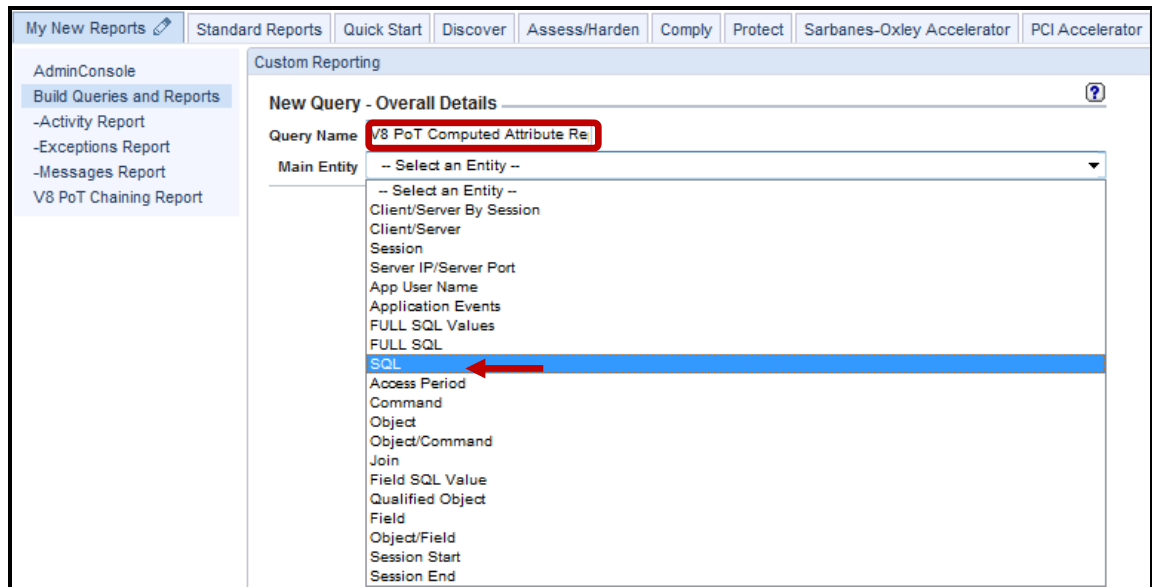 My New Reports Standard Reports Quick Start Discover Assess/Harden Comply Protect Sarbanes-Oxley Accelerator PCI Accelerator
AdminConsole
Build Queries and Reports
-Activity Report
-Exceptions Report
-Messages Report
V8 PoT Chaining Report
Custom Reporting
New Query - Overall Details
?
Query Name V8 PoT Computed Attribute Re
Main Entity -- Select an Entity --
-- Select an Entity --
Client/Server By Session
Client/Server
Session
Server IP/Server Port
App User Name
Application Events
FULL SQL Values
FULL SQL
SQL
Access Period
Command
Object
Object/Command
Join
Field SQL Value
Qualified Object
Field
Object/Field
Session Start
Session End